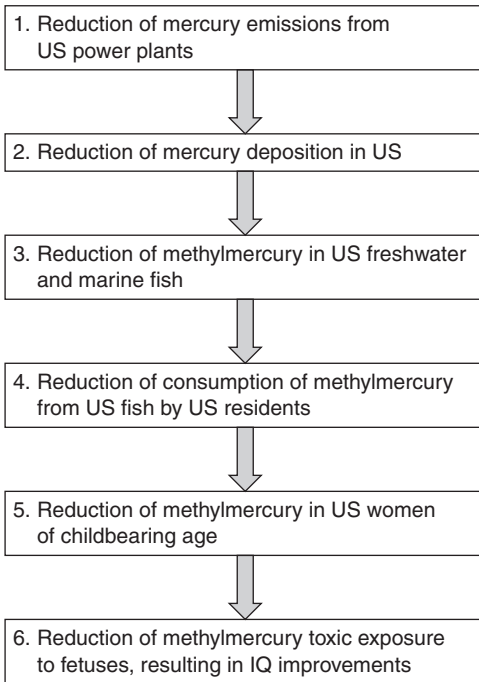 1. Reduction of mercury emissions from
US power plants
2. Reduction of mercury deposition in US
3. Reduction of methylmercury in US freshwater
and marine fish
4. Reduction of consumption of methylmercury
from US fish by US residents
5. Reduction of methylmercury in US women
of childbearing age
6. Reduction of methylmercury toxic exposure
to fetuses, resulting in IQ improvements